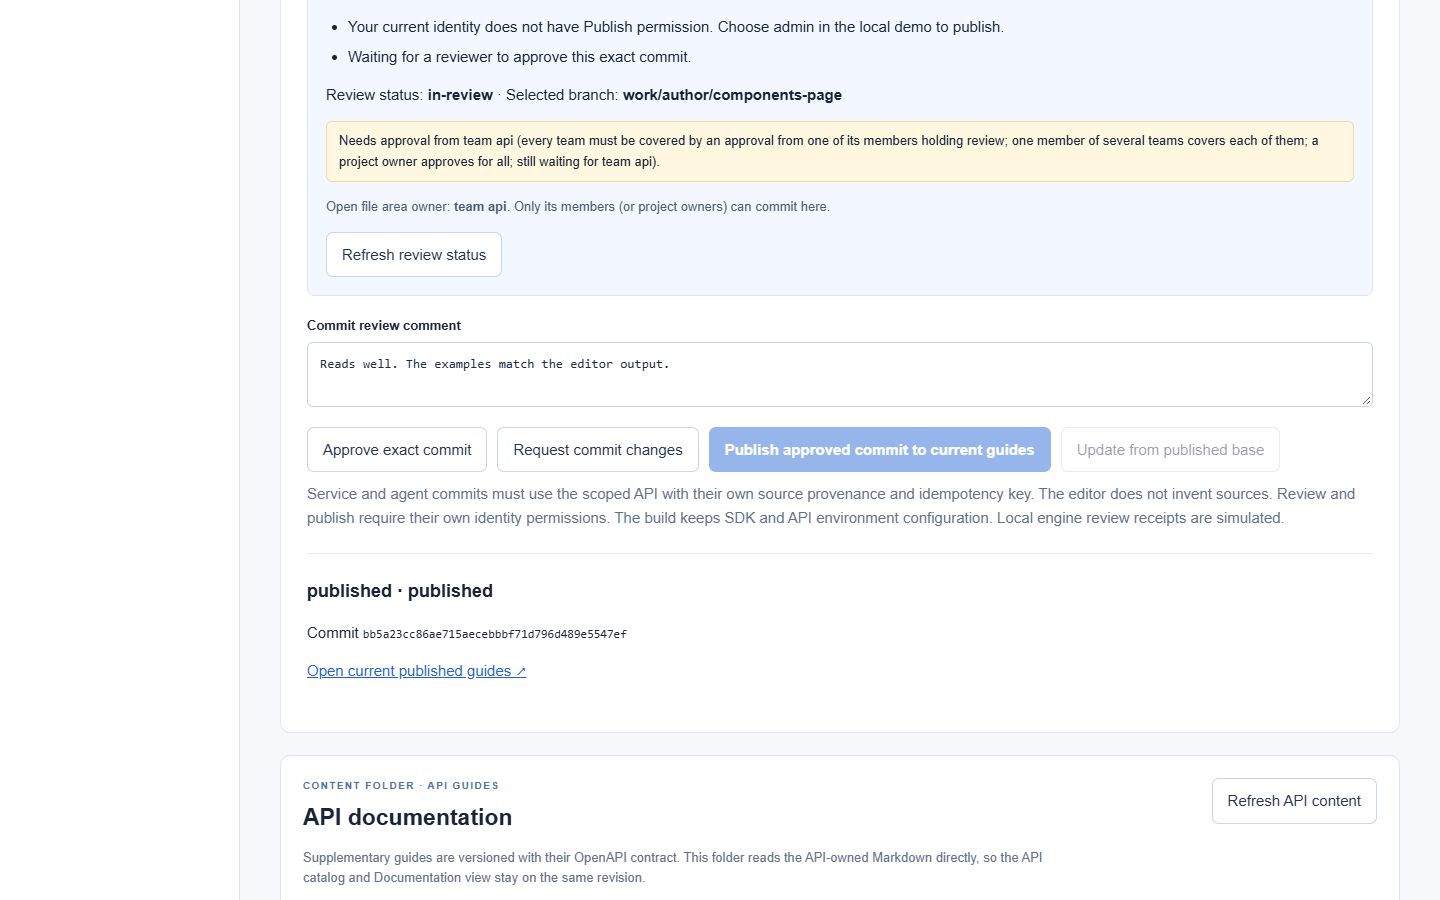 Your current identity does not have Publish permission. Choose admin in the local demo to publish.
Waiting for a reviewer to approve this exact commit.
Review status: in-review · Selected branch: work/author/components-page
Needs approval from team api (every team must be covered by an approval from one of its members holding review; one member of several teams covers each of them; a
project owner approves for all; still waiting for team api).
Open file area owner: team api. Only its members (or project owners) can commit here.
Refresh review status
Commit review comment
Reads well. The examples match the editor output.
Approve exact commit
Request commit changes
Publish approved commit to current guides
Update from published base
Service and agent commits must use the scoped API with their own source provenance and idempotency key. The editor does not invent sources. Review and
publish require their own identity permissions. The build keeps SDK and API environment configuration. Local engine review receipts are simulated.
published · published
Commit bb5a23cc86ae715aecebbbf71d796d489e5547ef
Open current published guides ↗
CONTENT FOLDER · API GUIDES
API documentation
Refresh API content
Supplementary guides are versioned with their OpenAPI contract. This folder reads the API-owned Markdown directly, so the API
catalog and Documentation view stay on the same revision.